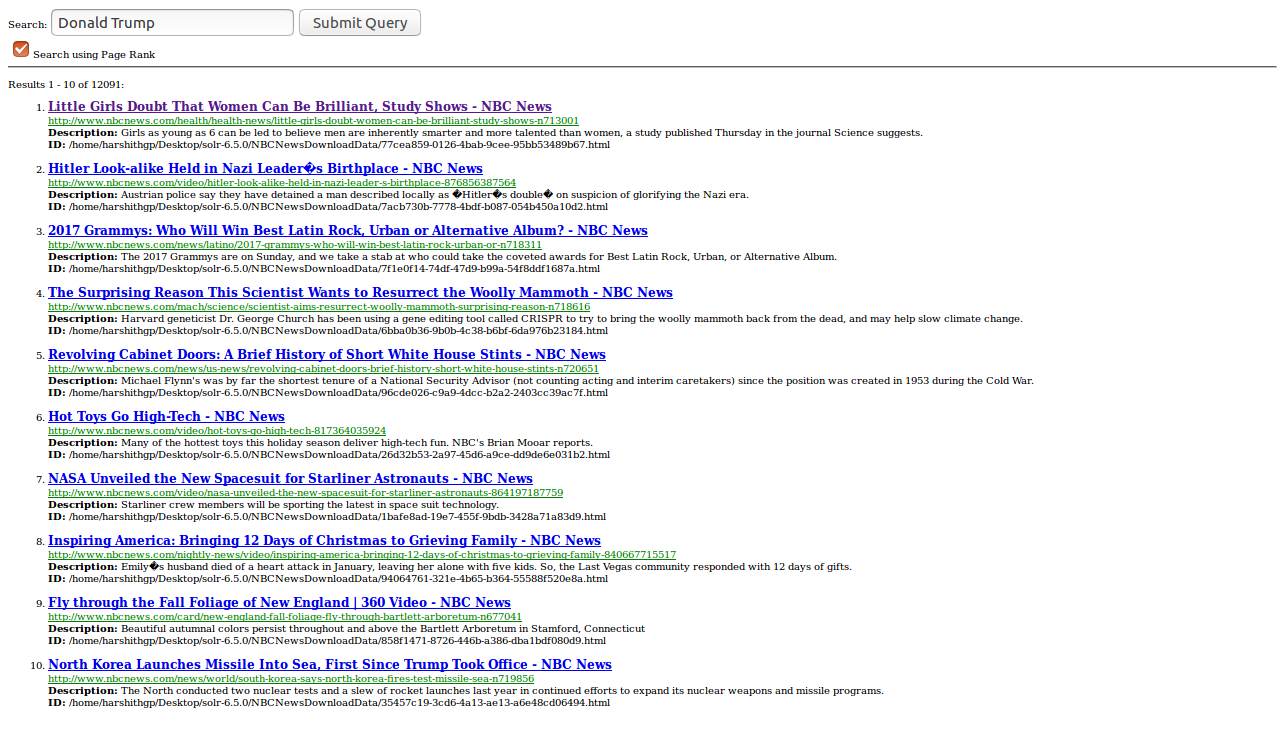 Search: Donald Trump Submit Query
Search using Page Rank
Results 1 - 10 of 12091:
1. Little Girls Doubt That Women Can Be Brilliant, Study Shows - NBC News
http://www.nbcnews.com/health/health-news/little-girls-doubt-women-can-be-brilliant-study-shows-n713001
Description: Girls as young as 6 can be led to believe men are inherently smarter and more talented than women, a study published Thursday in the journal Science suggests.
ID: /home/harshithgp/Desktop/solr-6.5.0/NBCNewsDownloadData/77cea859-0126-4bab-9cee-95bb53489b67.html
2. Hitler Look-alike Held in Nazi Leader�s Birthplace - NBC News
http://www.nbcnews.com/video/hitler-look-alike-held-in-nazi-leader-s-birthplace-876856387564
Description: Austrian police say they have detained a man described locally as �Hitler�s double� on suspicion of glorifying the Nazi era.
ID: /home/harshithgp/Desktop/solr-6.5.0/NBCNewsDownloadData/7acb730b-7778-4bdf-b087-054b450a10d2.html
3. 2017 Grammys: Who Will Win Best Latin Rock, Urban or Alternative Album? - NBC News
http://www.nbcnews.com/news/latino/2017-grammys-who-will-win-best-latin-rock-urban-or-n718311
Description: The 2017 Grammys are on Sunday, and we take a stab at who could take the coveted awards for Best Latin Rock, Urban, or Alternative Album.
ID: /home/harshithgp/Desktop/solr-6.5.0/NBCNewsDownloadData/7f1e0f14-74df-47d9-b99a-54f8ddf1687a.html
4. The Surprising Reason This Scientist Wants to Resurrect the Woolly Mammoth - NBC News
http://www.nbcnews.com/mach/science/scientist-aims-resurrect-woolly-mammoth-surprising-reason-n718616
Description: Harvard geneticist Dr. George Church has been using a gene editing tool called CRISPR to try to bring the woolly mammoth back from the dead, and may help slow climate change.
ID: /home/harshithgp/Desktop/solr-6.5.0/NBCNewsDownloadData/6bba0b36-9b0b-4c38-b6bf-6da976b23184.html
5. Revolving Cabinet Doors: A Brief History of Short White House Stints - NBC News
http://www.nbcnews.com/news/us-news/revolving-cabinet-doors-brief-history-short-white-house-stints-n720651
Description: Michael Flynn's was by far the shortest tenure of a National Security Advisor (not counting acting and interim caretakers) since the position was created in 1953 during the Cold War.
ID: /home/harshithgp/Desktop/solr-6.5.0/NBCNewsDownloadData/96cde026-c9a9-4dcc-b2a2-2403cc39ac7f.html
6. Hot Toys Go High-Tech - NBC News
http://www.nbcnews.com/video/hot-toys-go-high-tech-817364035924
Description: Many of the hottest toys this holiday season deliver high-tech fun. NBC's Brian Mooar reports.
ID: /home/harshithgp/Desktop/solr-6.5.0/NBCNewsDownloadData/26d32b53-2a97-45d6-a9ce-dd9de6e031b2.html
7. NASA Unveiled the New Spacesuit for Starliner Astronauts - NBC News
http://www.nbcnews.com/video/nasa-unveiled-the-new-spacesuit-for-starliner-astronauts-864197187759
Description: Starliner crew members will be sporting the latest in space suit technology.
ID: /home/harshithgp/Desktop/solr-6.5.0/NBCNewsDownloadData/1bafe8ad-19e7-455f-9bdb-3428a71a83d9.html
8. Inspiring America: Bringing 12 Days of Christmas to Grieving Family - NBC News
http://www.nbcnews.com/nightly-news/video/inspiring-america-bringing-12-days-of-christmas-to-grieving-family-840667715517
Description: Emily�s husband died of a heart attack in January, leaving her alone with five kids. So, the Last Vegas community responded with 12 days of gifts.
ID: /home/harshithgp/Desktop/solr-6.5.0/NBCNewsDownloadData/94064761-321e-4b65-b364-55588f520e8a.html
9. Fly through the Fall Foliage of New England | 360 Video - NBC News
http://www.nbcnews.com/card/new-england-fall-foliage-fly-through-bartlett-arboretum-n677041
Description: Beautiful autumnal colors persist throughout and above the Bartlett Arboretum in Stamford, Connecticut
ID: /home/harshithgp/Desktop/solr-6.5.0/NBCNewsDownloadData/858f1471-8726-446b-a386-dba1bdf080d9.html
10. North Korea Launches Missile Into Sea, First Since Trump Took Office - NBC News
http://www.nbcnews.com/news/world/south-korea-says-north-korea-fires-test-missile-sea-n719856
Description: The North conducted two nuclear tests and a slew of rocket launches last year in continued efforts to expand its nuclear weapons and missile programs.
ID: /home/harshithgp/Desktop/solr-6.5.0/NBCNewsDownloadData/35457c19-3cd6-4a13-ae13-a6e48cd06494.html